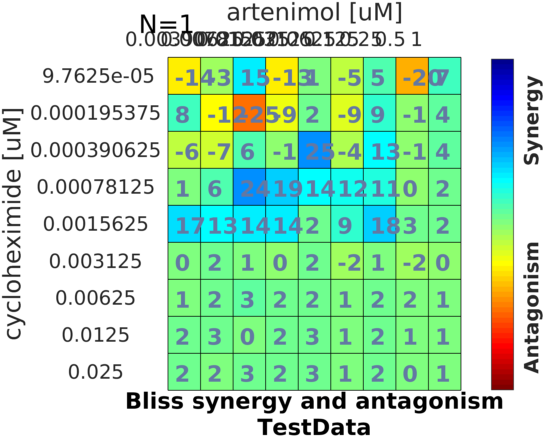 artenimol [uM]
N=1
0.25 0.5 1
9.7625e-05 -14 -3 15 -13 1 -5 5 -20 7
0.000195375 8 -12 -25 -9 2 -9 9 -1 4
0.000390625 -6 -7 6 -1 25 -4 13 -1 4
0.00078125 1 6 24 19 14 12 11 0 2
0.0015625 17 13 14 14 2 9 18 3 2
0.003125 0 2 1 0 2 -2 1 -2 0
0.00625 1 2 3 2 2 1 2 2 1
0.0125 2 3 0 2 3 1 2 1 1
0.025 2 2 3 2 3 1 2 0 1
cycloheximide [uM]
Synergy
Antagonism
Bliss synergy and antagonism
TestData